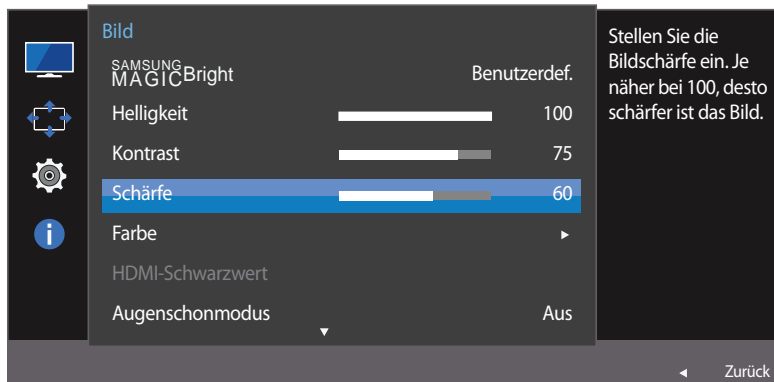 Bild
SAMSUNG
MAGICBright Benutzerdef.
Helligkeit 100
Kontrast 75
Schärfe 60
Farbe
HDMI-Schwarzwert
Augenschonmodus Aus
Stellen Sie die
Bildschärfe ein. Je
näher bei 100, desto
schärfer ist das Bild.
Zurück